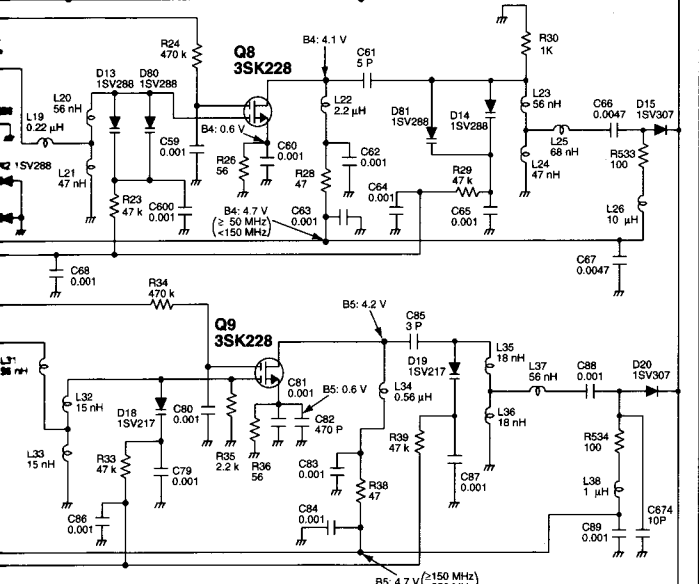 R24
470 k
Q8
3SK228
B4: 4.1 V
C61
5 P
R30
1K
D13
1SV288
D80
1SV288
L20
56 nH
L19
0.22 μH
L21
47 nH
1SV288
C59
0.001
B4: 0.6 V
R26
56
C60
0.001
L22
2.2 μH
C62
0.001
R28
47
D81
1SV288
D14
1SV288
L23
56 nH
L24
47 nH
L25
68 nH
C66
0.0047
D15
1SV307
R533
100
L26
10 μH
R23
47 k
C600
0.001
B4: 4.7 V
(≥ 50 MHz
<150 MHz)
C63
0.001
C64
0.001
R29
47 k
C65
0.001
C67
0.0047
C68
0.001
R34
470 k
Q9
3SK228
B5: 4.2 V
C85
3 P
L31
L32
15 nH
L33
15 nH
D18
1SV217
C80
0.001
R33
47 k
C79
0.001
C86
0.001
R35
2.2 k
R36
56
C81
0.001
B5: 0.6 V
C82
470 P
L34
0.56 μH
C83
0.001
R38
47
C84
0.001
R39
47 k
D19
1SV217
C87
0.001
L35
18 nH
L36
18 nH
L37
56 nH
C88
0.001
D20
1SV307
R534
100
L38
1 μH
C89
0.001
C674
10P
B5: 4.7 V (≥150 MHz)